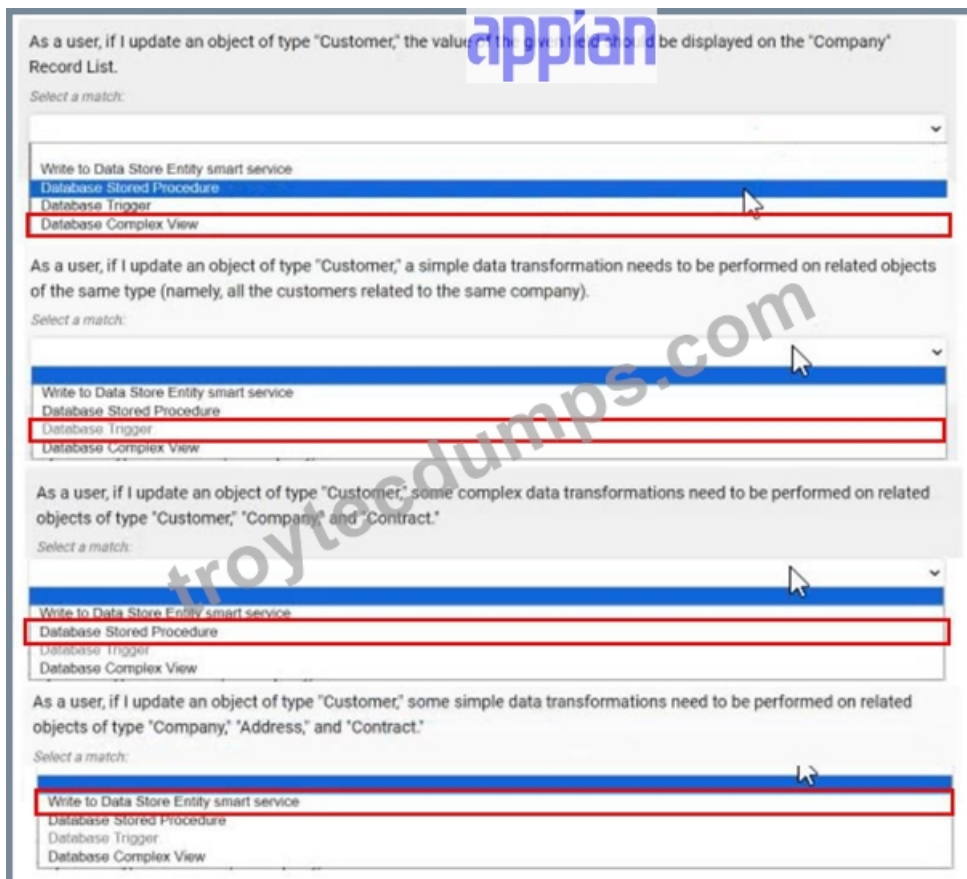 appian
As a user, if I update an object of type "Customer," the value of the given field should be displayed on the "Company"
Record List.
Select a match:
Write to Data Store Entity smart service
Database Stored Procedure
Database Trigger
Database Complex View
As a user, if I update an object of type "Customer," a simple data transformation needs to be performed on related objects
of the same type (namely, all the customers related to the same company).
Select a match:
Write to Data Store Entity smart service
Database Stored Procedure
Database Trigger
Database Complex View
As a user, if I update an object of type "Customer," some complex data transformations need to be performed on related
objects of type "Customer," "Company," and "Contract."
Select a match:
Write to Data Store Entity smart service
Database Stored Procedure
Database Trigger
Database Complex View
As a user, if I update an object of type "Customer," some simple data transformations need to be performed on related
objects of type "Company," "Address," and "Contract."
Select a match:
Write to Data Store Entity smart service
Database Stored Procedure
Database Trigger
Database Complex View
troytecdumps.com